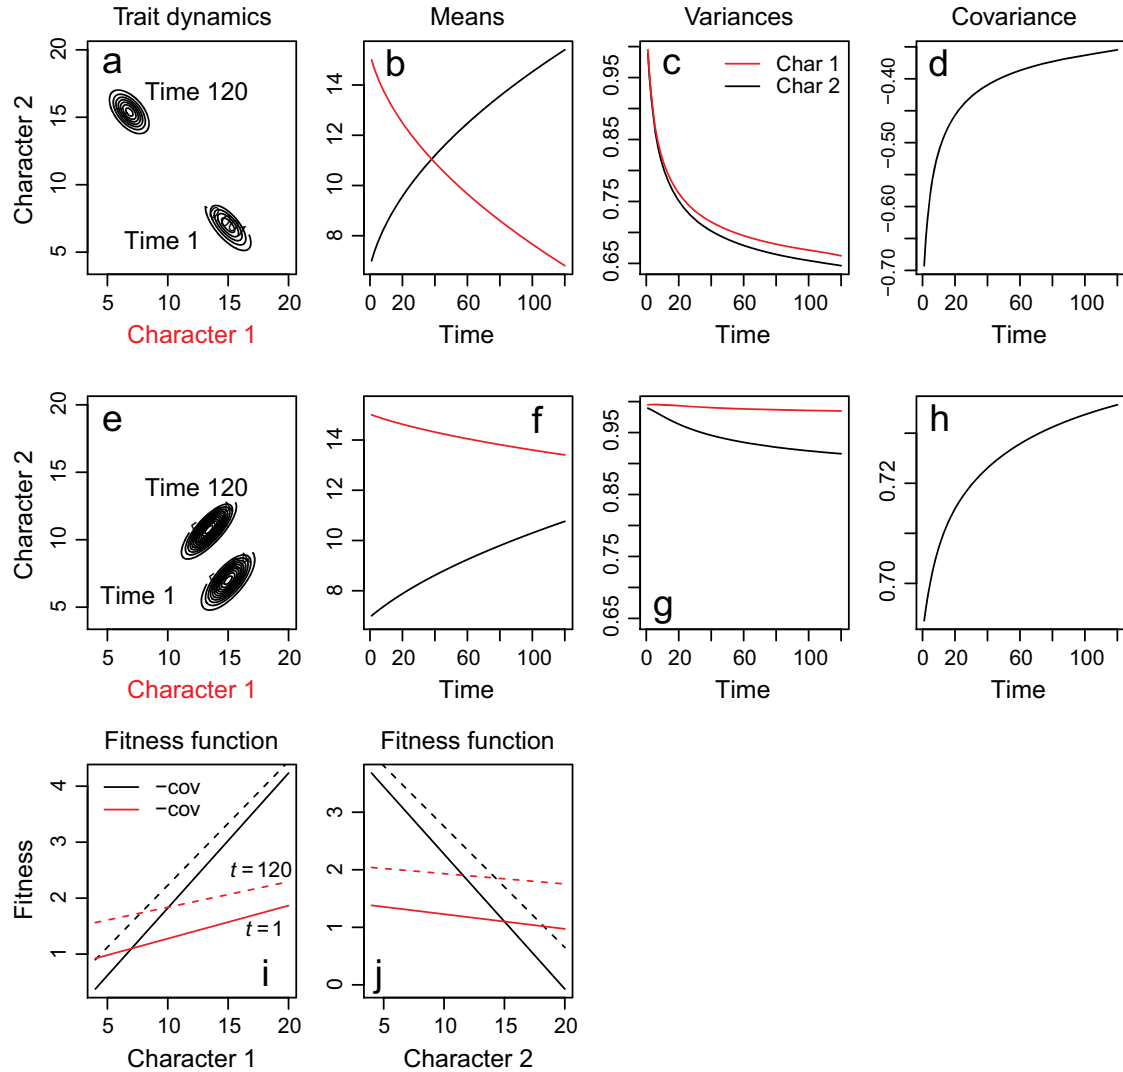 Trait dynamics
Means
Variances
Covariance
a
Time 120
Time 1
Character 2
5 10 15 20
5 10 15 20
Character 1
b
8 10 12 14
0 20 60 100
Time
c
Char 1
Char 2
0.65 0.75 0.85 0.95
0 20 60 100
Time
d
−0.70 −0.60 −0.50 −0.40
0 20 60 100
Time
e
Time 120
Time 1
Character 2
5 10 15 20
5 10 15 20
Character 1
f
8 10 12 14
0 20 60 100
Time
g
0.65 0.75 0.85 0.95
0 20 60 100
Time
h
0.70 0.72
0 20 60 100
Time
Fitness function
Fitness function
−cov
−cov
t = 120
t = 1
i
Fitness
1 2 3 4
5 10 15 20
Character 1
j
0 1 2 3
5 10 15 20
Character 2